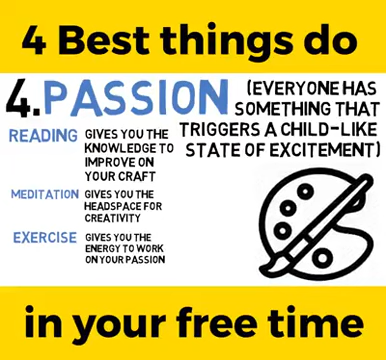 4 Best things do
4. PASSION (EVERYONE HAS
SOMETHING THAT
TRIGGERS A CHILD-LIKE
STATE OF EXCITEMENT)
READING GIVES YOU THE
KNOWLEDGE TO
IMPROVE ON
YOUR CRAFT
MEDITATION GIVES YOU THE
HEADSPACE FOR
CREATIVITY
EXERCISE GIVES YOU THE
ENERGY TO WORK
ON YOUR PASSION
in your free time